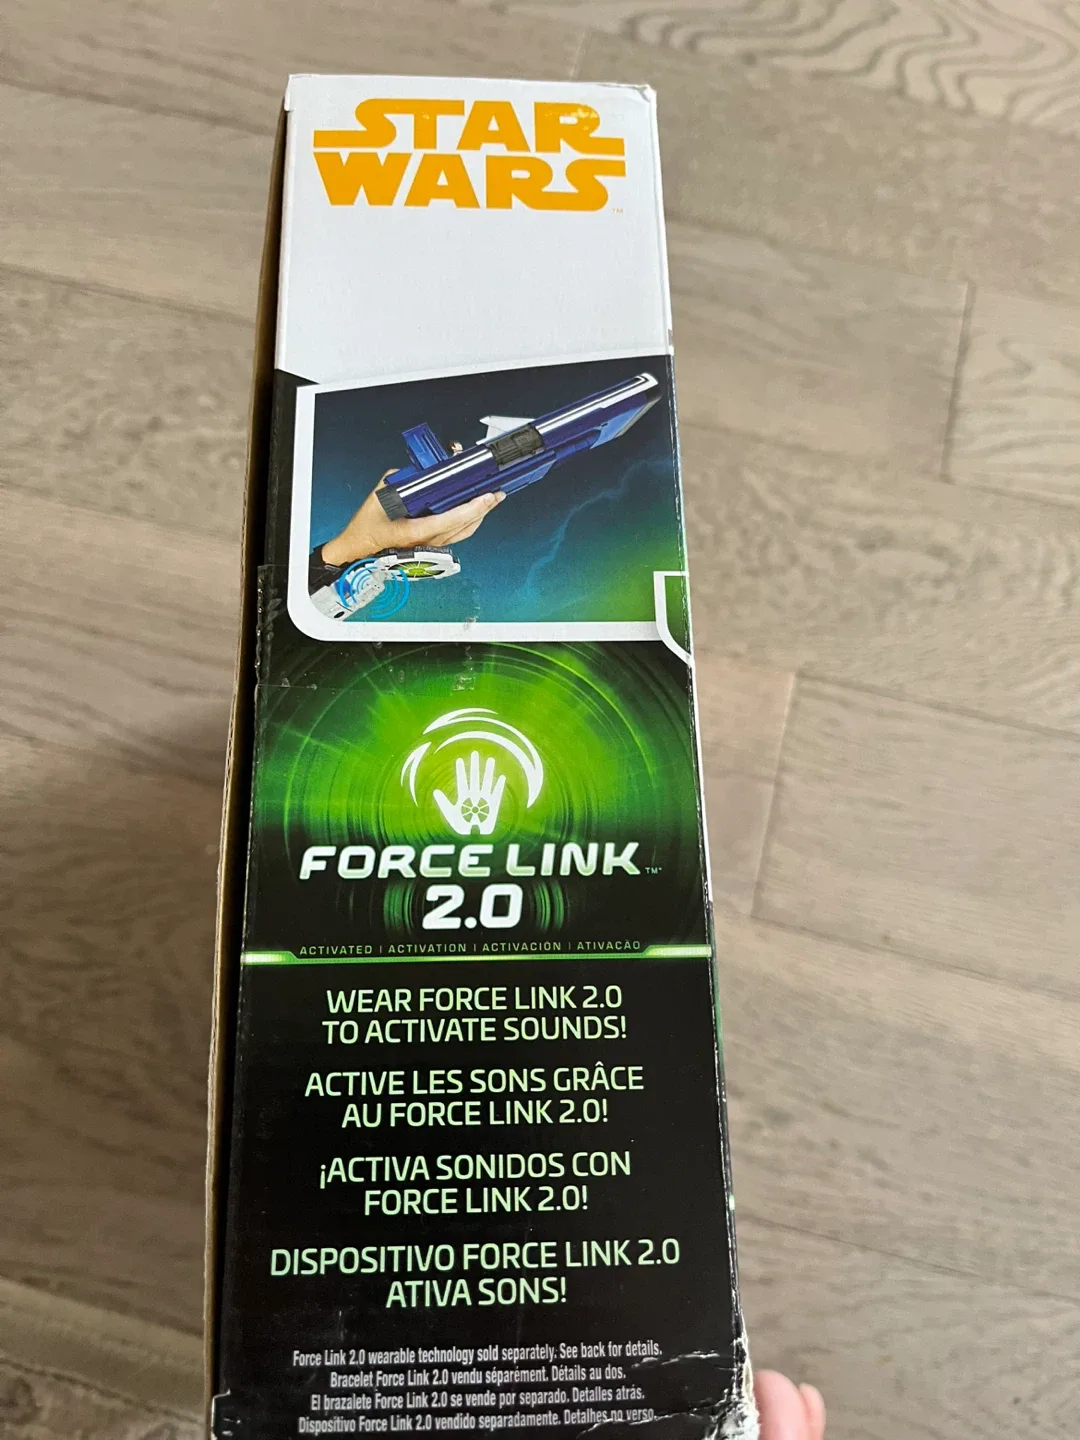 STAR
WARS
TM
FORCE LINK TM
2.0
ACTIVATED | ACTIVATION | ACTIVACIÓN | ATIVAÇÃO
WEAR FORCE LINK 2.0
TO ACTIVATE SOUNDS!
ACTIVE LES SONS GRÂCE
AU FORCE LINK 2.0!
¡ACTIVA SONIDOS CON
FORCE LINK 2.0!
DISPOSITIVO FORCE LINK 2.0
ATIVA SONS!
Force Link 2.0 wearable technology sold separately. See back for details.
Bracelet Force Link 2.0 vendu séparément. Détails au dos.
El brazalete Force Link 2.0 se vende por separado. Detalles atrás.
Dispositivo Force Link 2.0 vendido separadamente. Detalhes no verso.